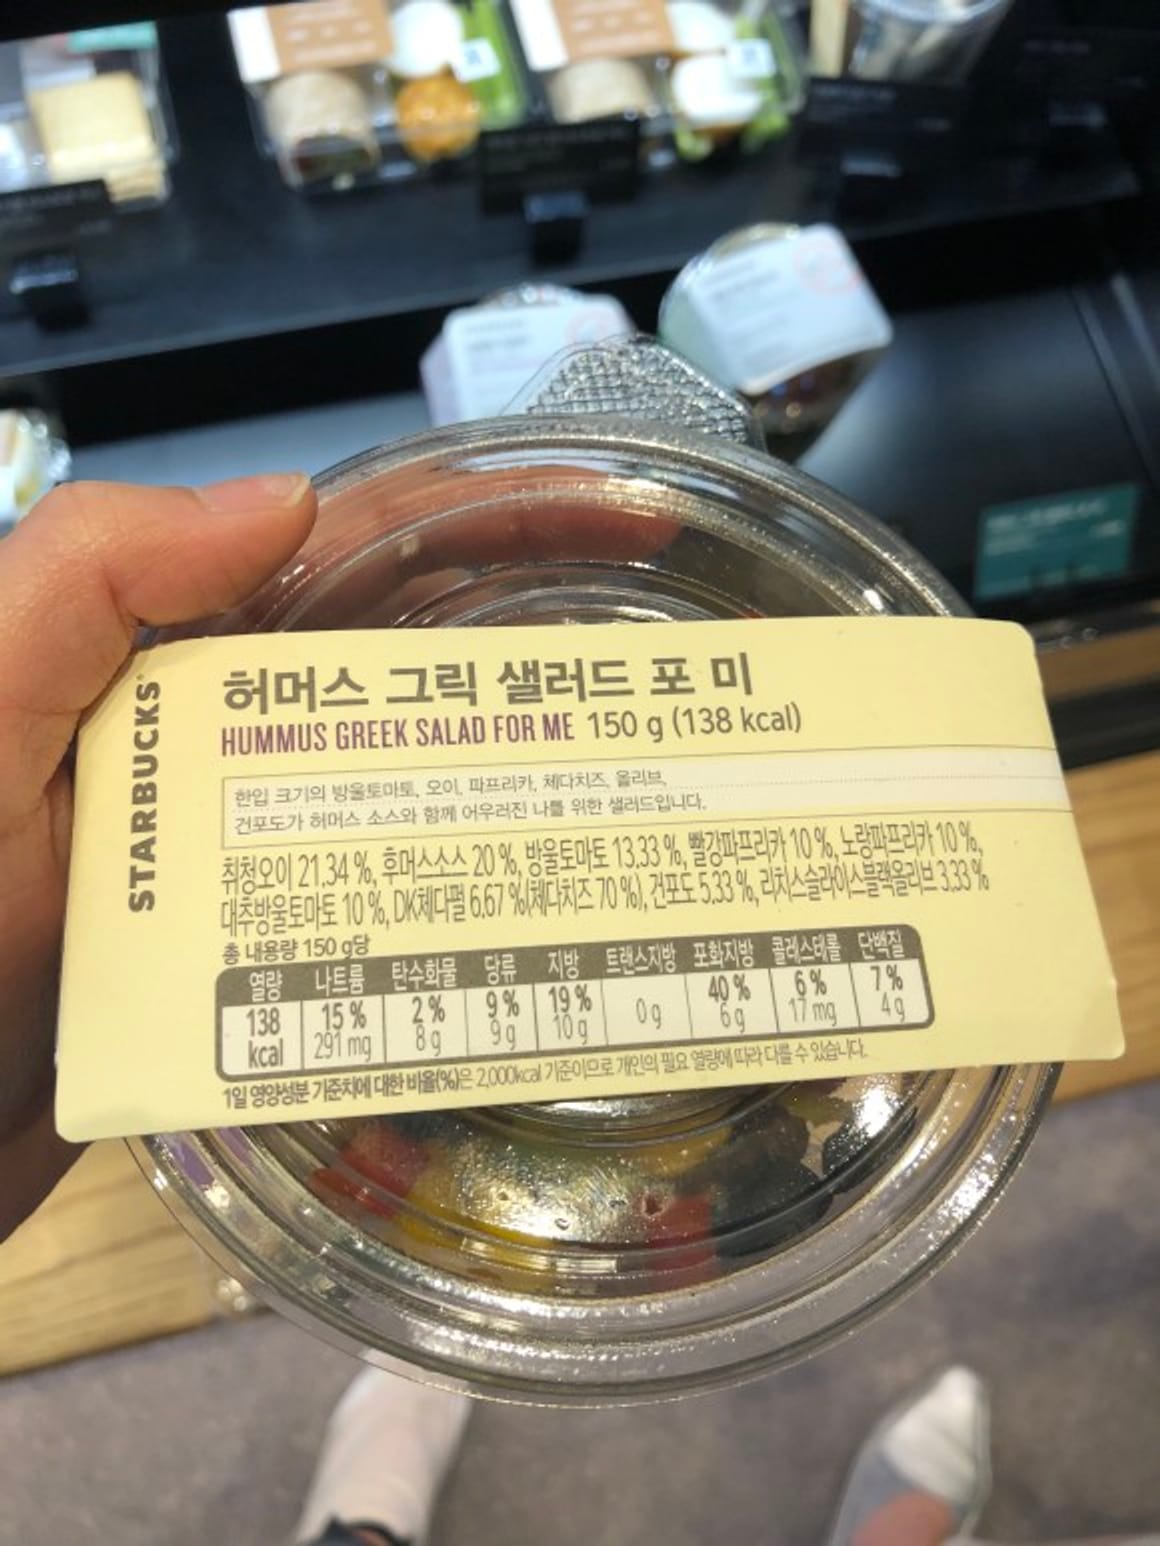 STARBUCKS
허머스 그릭 샐러드 포 미
HUMMUS GREEK SALAD FOR ME 150 g (138 kcal)
한입 크기의 방울토마토, 오이, 파프리카, 체다치즈, 올리브,
건포도가 허머스 소스와 함께 어우러진 나를 위한 샐러드입니다.
취청오이 21.34 %, 후머스소스 20 %, 방울토마토 13.33 %, 빨강파프리카 10 %, 노랑파프리카 10 %,
대추방울토마토 10 %, DK체다펄 6.67 %(체다치즈 70 %), 건포도 5.33 %, 리치스슬라이스블랙올리브 3.33 %
총 내용량 150 g당
열량 나트륨 탄수화물 당류 지방 트랜스지방 포화지방 콜레스테롤 단백질
138 kcal 15 % 2 % 9 % 19 % 0 g 40 % 6 % 7 %
291 mg 8 g 9 g 10 g 6 g 17 mg 4 g
1일 영양성분 기준치에 대한 비율(%)은 2,000kcal 기준이므로 개인의 필요 열량에 따라 다를 수 있습니다.